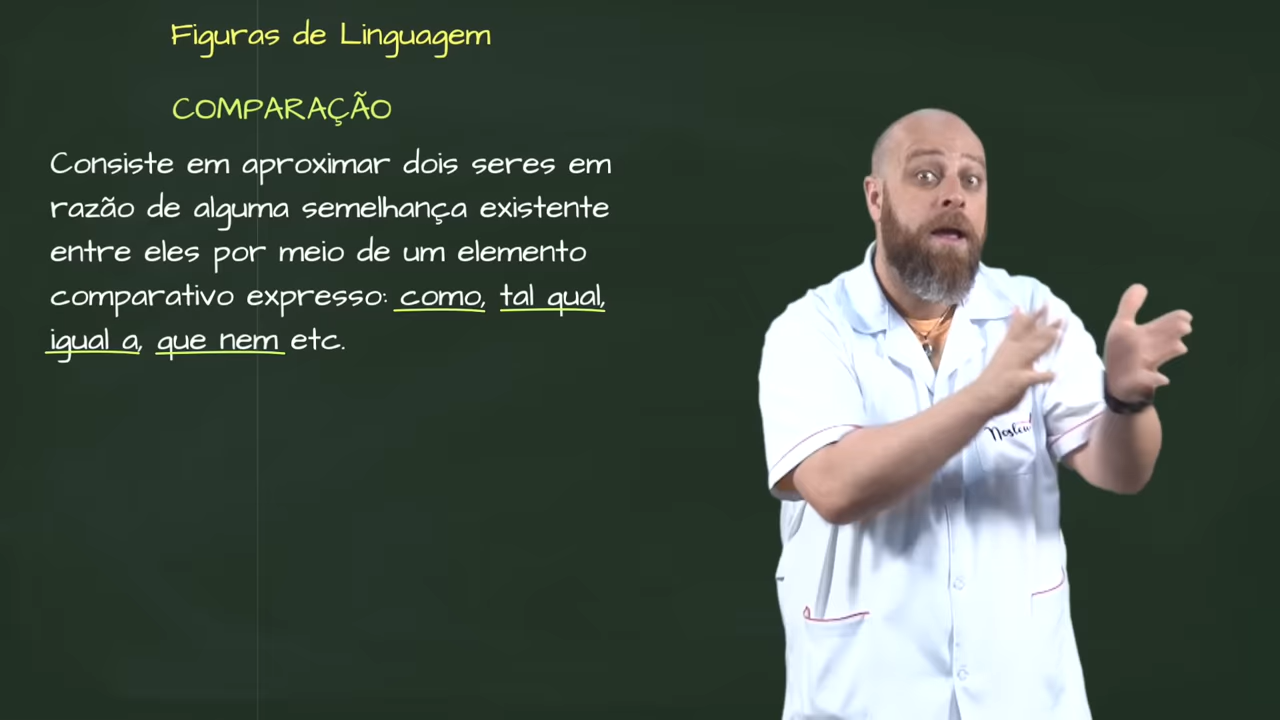 Figuras de Linguagem
COMPARAÇÃO
Consiste em aproximar dois seres em
razão de alguma semelhança existente
entre eles por meio de um elemento
comparativo expresso: como, tal qual,
igual a, que nem etc.